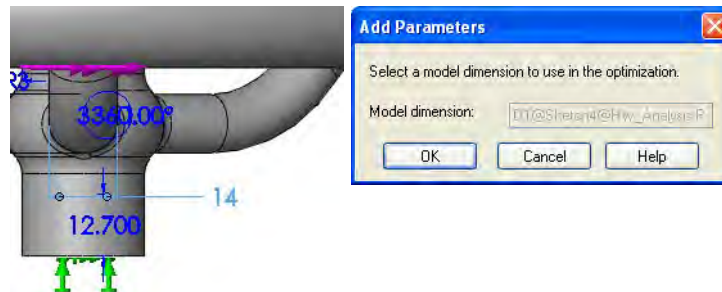 R3
3360.00°
14
12.700
Add Parameters
Select a model dimension to use in the optimization.
Model dimension:
OK
Cancel
Help